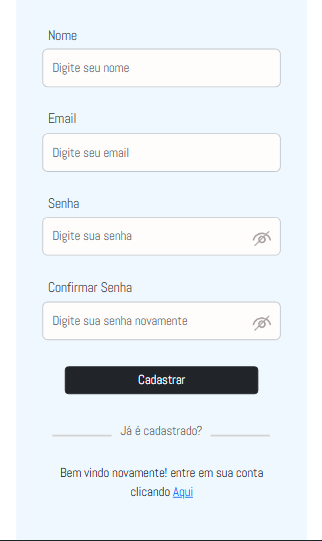 Nome
Digite seu nome
Email
Digite seu email
Senha
Digite sua senha
Confirmar Senha
Digite sua senha novamente
Cadastrar
Já é cadastrado?
Bem vindo novamente! entre em sua conta
clicando Aqui